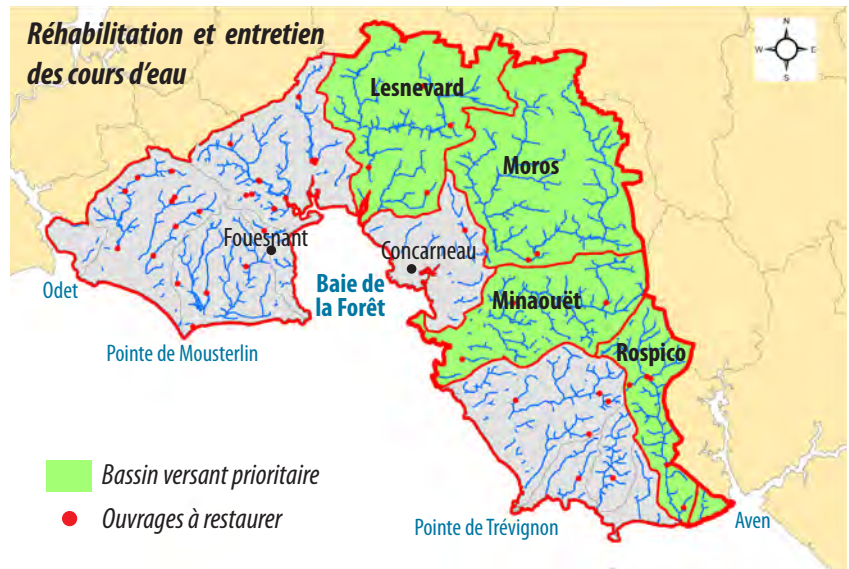 Réhabilitation et entretien
des cours d'eau
N
W
E
S
Lesnevard
Moros
Fouesnant
Concarneau
Odet
Baie de
la Forêt
Minaouët
Pointe de Mousterlin
Rospico
Bassin versant prioritaire
Ouvrages à restaurer
Pointe de Trévignon
Aven